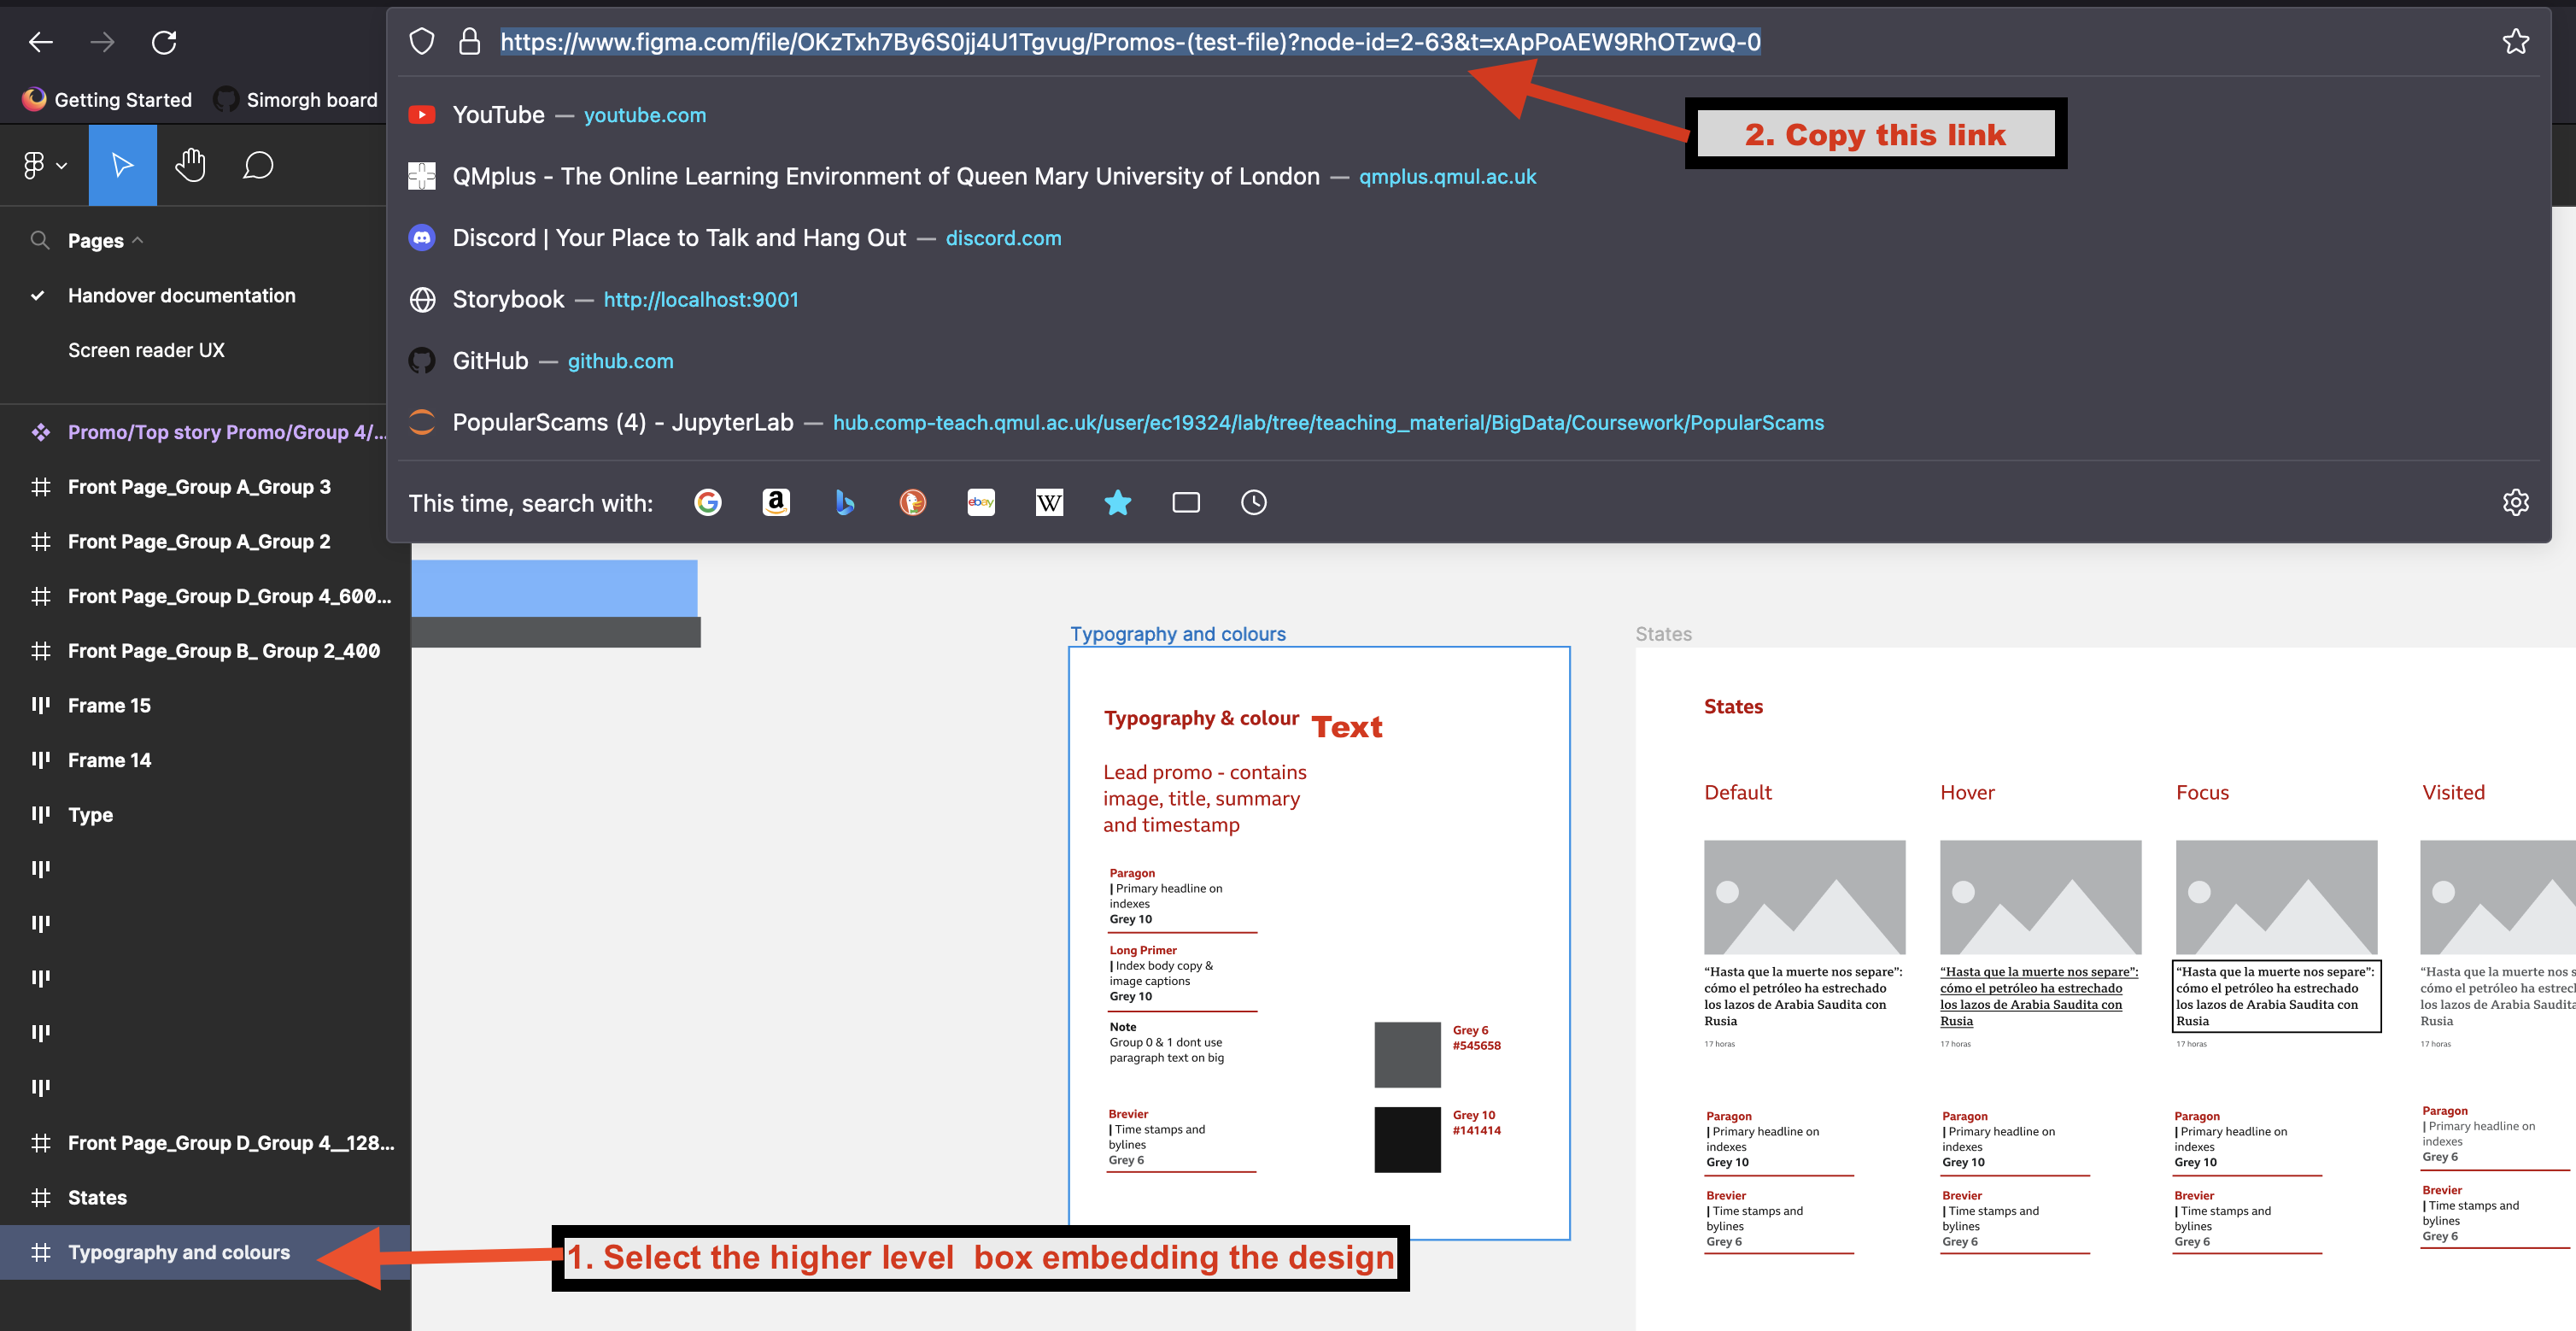 https://www.figma.com/file/OKzTxh7By6S0jj4U1Tgvug/Promos-(test-file)?node-id=2-63&t=xApPoAEW9RhOTzwQ-0
Getting Started
Simorgh board
YouTube — youtube.com
2. Copy this link
QMplus - The Online Learning Environment of Queen Mary University of London — qmplus.qmul.ac.uk
Discord | Your Place to Talk and Hang Out — discord.com
Storybook — http://localhost:9001
GitHub — github.com
PopularScams (4) - JupyterLab — hub.comp-teach.qmul.ac.uk/user/ec19324/lab/tree/teaching_material/BigData/Coursework/PopularScams
This time, search with:
a
ebay
W
Pages
Handover documentation
Screen reader UX
Promo/Top story Promo/Group 4/...
Front Page_Group A_Group 3
Front Page_Group A_Group 2
Front Page_Group D_Group 4_600...
Front Page_Group B_ Group 2_400
Frame 15
Frame 14
Type
Front Page_Group D_Group 4__128...
States
Typography and colours
1. Select the higher level  box embedding the design
Typography and colours
Typography & colour
Text
Lead promo - contains
image, title, summary
and timestamp
Paragon
| Primary headline on
indexes
Grey 10
Long Primer
| Index body copy &
image captions
Grey 10
Note
Group 0 & 1 dont use
paragraph text on big
Brevier
| Time stamps and
bylines
Grey 6
Grey 6
#545658
Grey 10
#141414
States
States
Default
Hover
Focus
Visited
“Hasta que la muerte nos separe”:
cómo el petróleo ha estrechado
los lazos de Arabia Saudita con
Rusia
17 horas
“Hasta que la muerte nos separe”:
cómo el petróleo ha estrechado
los lazos de Arabia Saudita con
Rusia
17 horas
“Hasta que la muerte nos separe”:
cómo el petróleo ha estrechado
los lazos de Arabia Saudita con
Rusia
17 horas
“Hasta que la muerte nos s
cómo el petróleo ha estrec
los lazos de Arabia Saudita
Rusia
17 horas
Paragon
| Primary headline on
indexes
Grey 10
Brevier
| Time stamps and
bylines
Grey 6
Paragon
| Primary headline on
indexes
Grey 10
Brevier
| Time stamps and
bylines
Grey 6
Paragon
| Primary headline on
indexes
Grey 10
Brevier
| Time stamps and
bylines
Grey 6
Paragon
| Primary headline on
indexes
Grey 6
Brevier
| Time stamps and
bylines
Grey 6